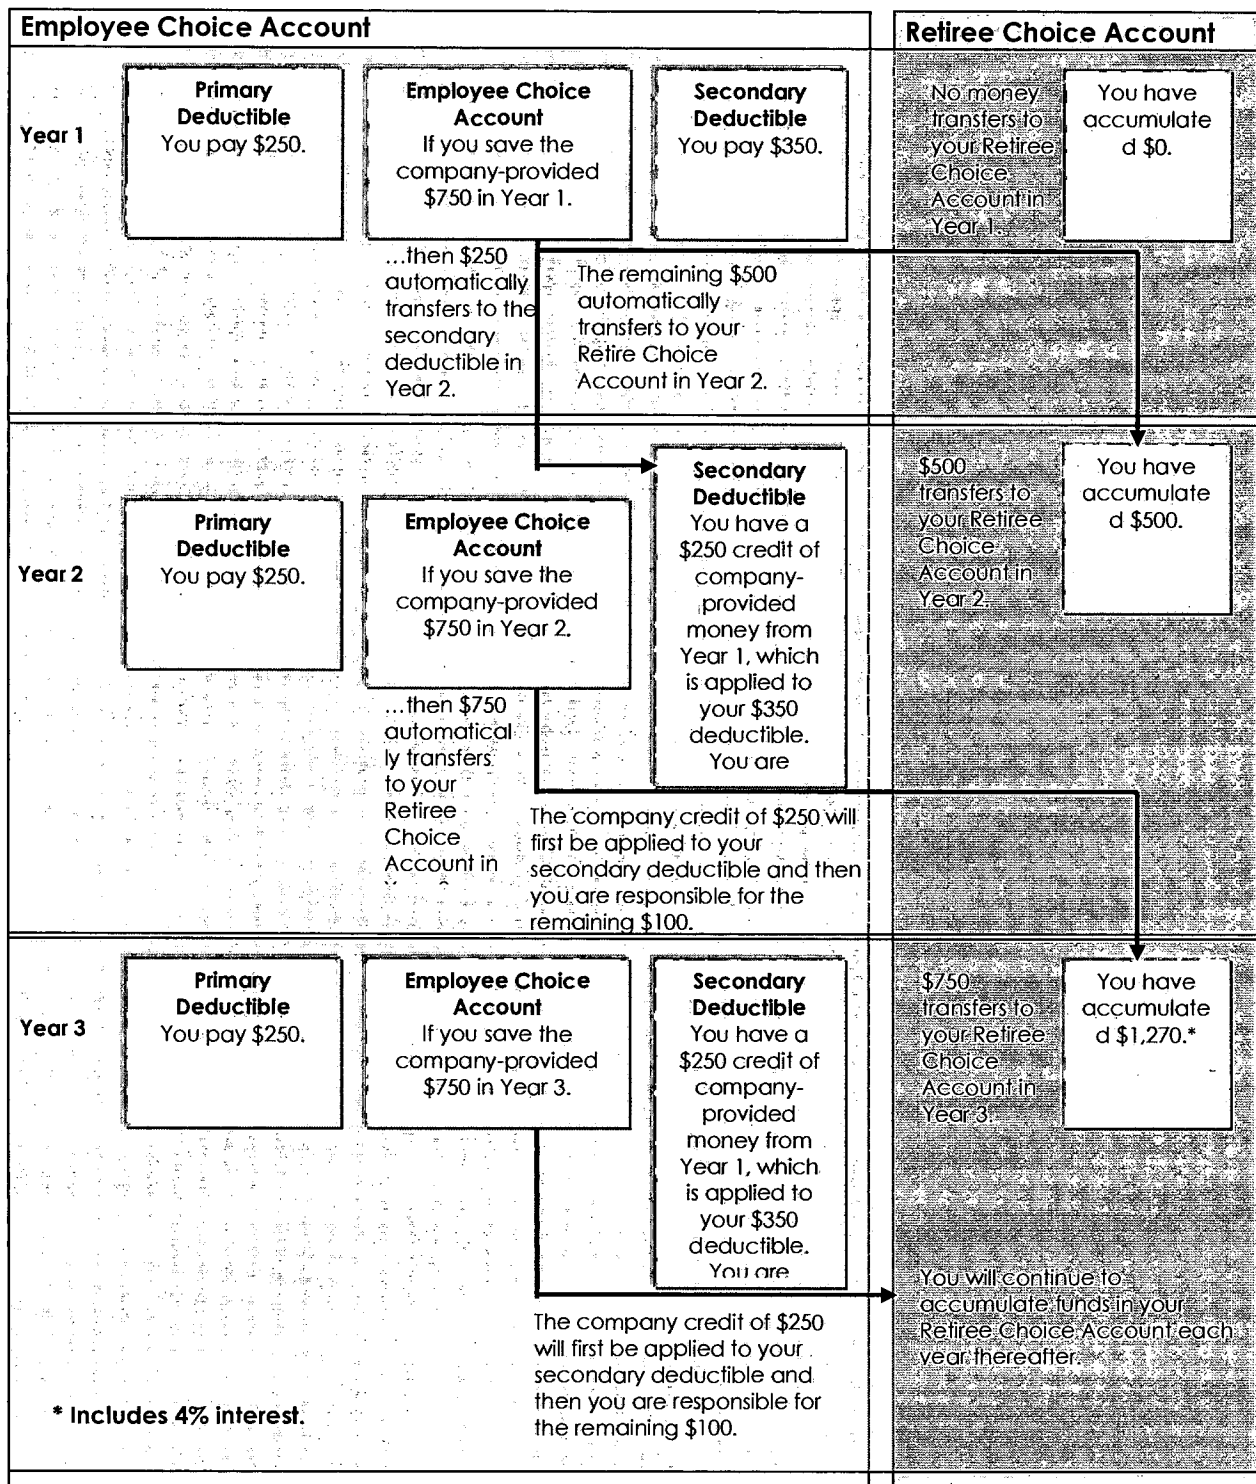 Employee Choice Account
Retiree Choice Account
Year 1
Primary
Deductible
You pay $250.
Employee Choice
Account
If you save the
company-provided
$750 in Year 1.
Secondary
Deductible
You pay $350.
No money
transfers to
your Retiree
Choice
Account in
Year 1...
You have
accumulate
d $0.
...then $250
automatically
transfers to the
secondary
deductible in
Year 2.
The remaining $500
automatically
transfers to your
Retire Choice
Account in Year 2.
Year 2
Primary
Deductible
You pay $250.
Employee Choice
Account
If you save the
company-provided
$750 in Year 2.
Secondary
Deductible
You have a
$250 credit of
company-
provided
money from
Year 1, which
is applied to
your $350
deductible.
You are
$500
transfers to
your Retiree
Choice
Account in
Year 2.
You have
accumulate
d $500.
...then $750
automatical
ly transfers
to your
Retiree
Choice
Account in
The company credit of $250 will
first be applied to your
secondary deductible and then
you are responsible for the
remaining $100.
Year 3
Primary
Deductible
You pay $250.
Employee Choice
Account
If you save the
company-provided
$750 in Year 3.
Secondary
Deductible
You have a
$250 credit of
company-
provided
money from
Year 1, which
is applied to
your $350
deductible.
You are
$750
transfers to
your Retiree
Choice
Account in
Year 3.
You have
accumulate
d $1,270.*
The company credit of $250
will first be applied to your
secondary deductible and
then you are responsible for
the remaining $100.
You will continue to
accumulate funds in your
Retiree Choice Account each
year thereafter.
* Includes 4% interest.